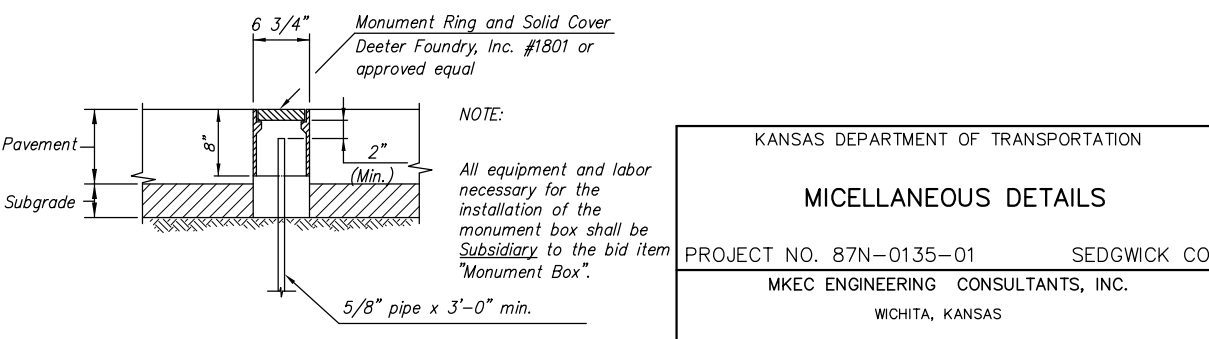 6 3/4"
Monument Ring and Solid Cover
Deeter Foundry, Inc. #1801 or
approved equal
Pavement
Subgrade
8"
2"
(Min.)
5/8" pipe x 3'-0" min.
NOTE:
All equipment and labor
necessary for the
installation of the
monument box shall be
Subsidiary to the bid item
"Monument Box".
KANSAS DEPARTMENT OF TRANSPORTATION
MICELLANEOUS DETAILS
PROJECT NO. 87N-0135-01 SEDGWICK CO
MKEC ENGINEERING CONSULTANTS, INC.
WICHITA, KANSAS